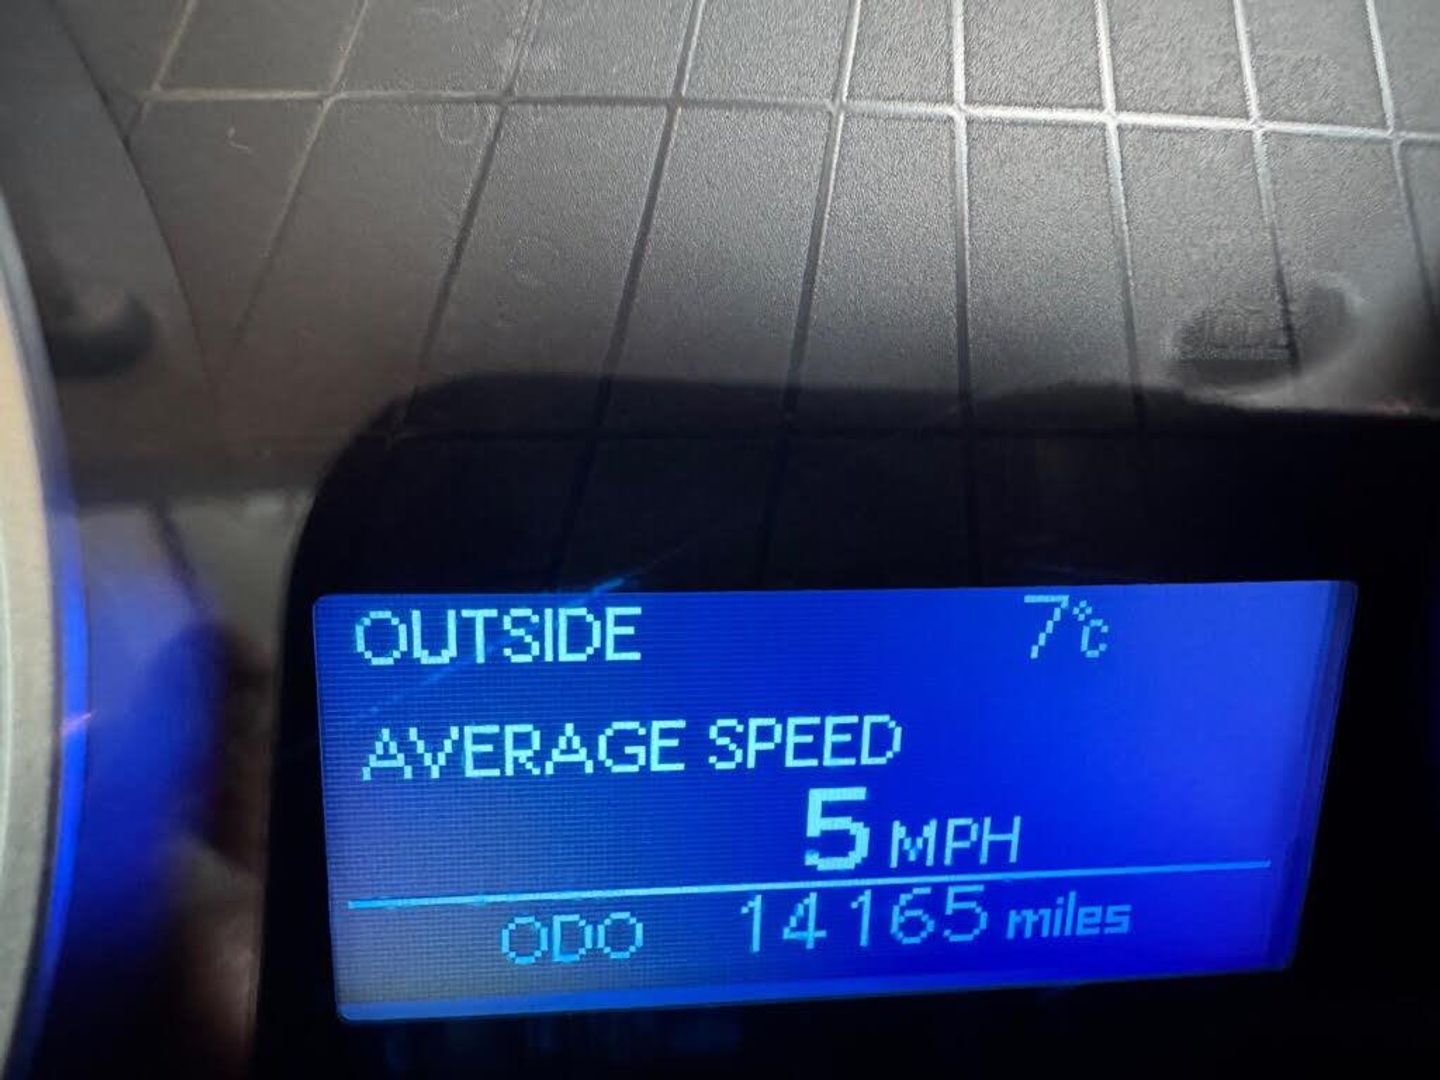 OUTSIDE 7°C
AVERAGE SPEED
5 MPH
ODO 14165 miles